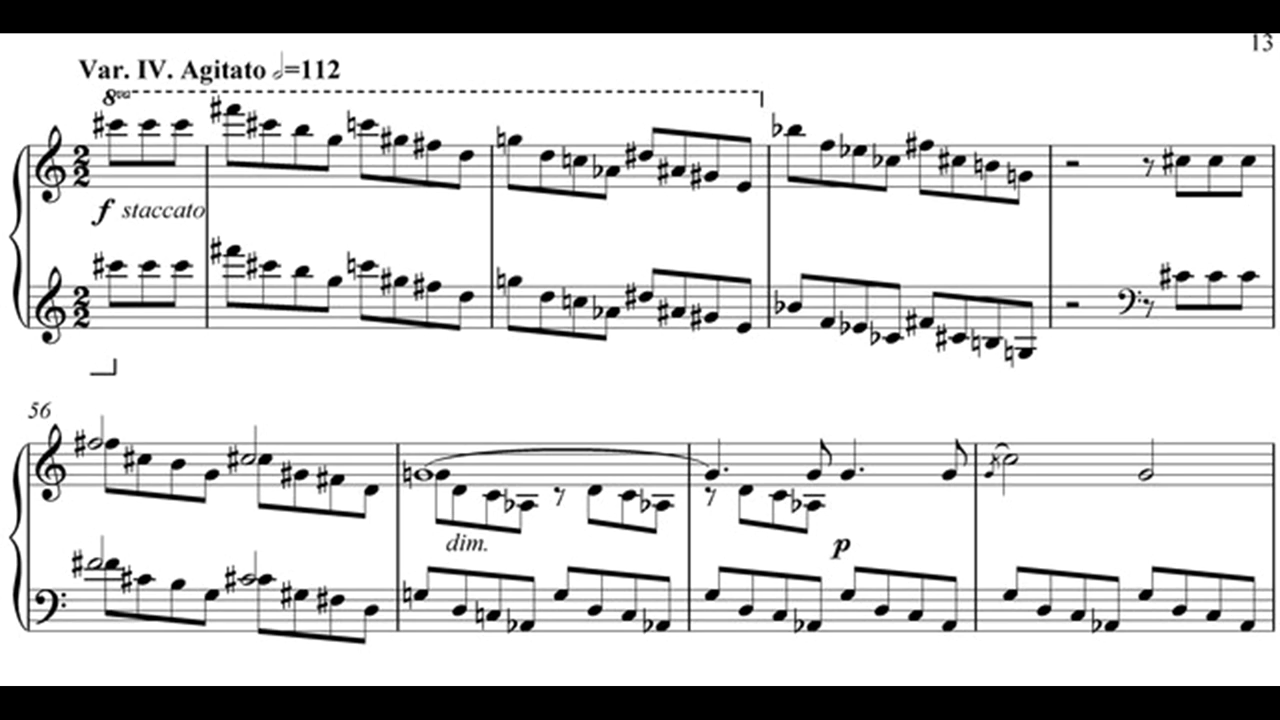 13
Var. IV. Agitato 𝅗𝅥=112
8va
f staccato
56
dim.
p